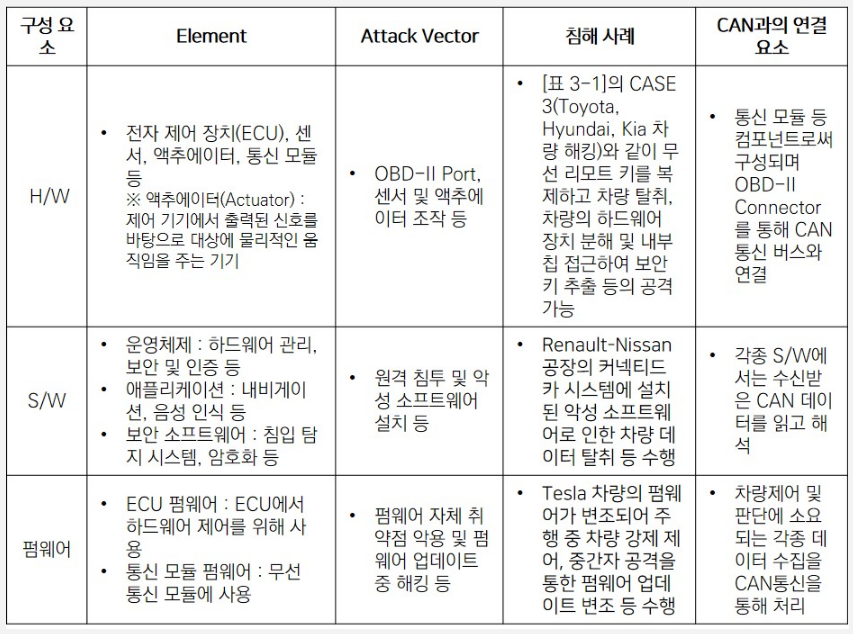 구성 요
소
Element
Attack Vector
침해 사례
CAN과의 연결
요소
H/W
• 전자 제어 장치(ECU), 센
서, 액추에이터, 통신 모듈
등
※ 액추에이터(Actuator) :
제어 기기에서 출력된 신호를
바탕으로 대상에 물리적인 움
직임을 주는 기기
• OBD-II Port,
센서 및 액추에
이터 조작 등
• [표 3-1]의 CASE
3(Toyota,
Hyundai, Kia 차
량 해킹)와 같이 무
선 리모트 키를 복
제하고 차량 탈취,
차량의 하드웨어
장치 분해 및 내부
칩 접근하여 보안
키 추출 등의 공격
가능
• 통신 모듈 등
컴포넌트로써
구성되며
OBD-II
Connector
를 통해 CAN
통신 버스와
연결
S/W
• 운영체제 : 하드웨어 관리,
보안 및 인증 등
• 애플리케이션 : 내비게이
션, 음성 인식 등
• 보안 소프트웨어 : 침입 탐
지 시스템, 암호화 등
• 원격 침투 및 악
성 소프트웨어
설치 등
• Renault-Nissan
공장의 커넥티드
카 시스템에 설치
된 악성 소프트웨
어로 인한 차량 데
이터 탈취 등 수행
• 각종 S/W에
서는 수신받
은 CAN 데이
터를 읽고 해
석
펌웨어
• ECU 펌웨어 : ECU에서
하드웨어 제어를 위해 사
용
• 통신 모듈 펌웨어 : 무선
통신 모듈에 사용
• 펌웨어 자체 취
약점 악용 및 펌
웨어 업데이트
중 해킹 등
• Tesla 차량의 펌웨
어가 변조되어 주
행 중 차량 강제 제
어, 중간자 공격을
통한 펌웨어 업데
이트 변조 등 수행
• 차량제어 및
판단에 소요
되는 각종 데
이터 수집을
CAN통신을
통해 처리